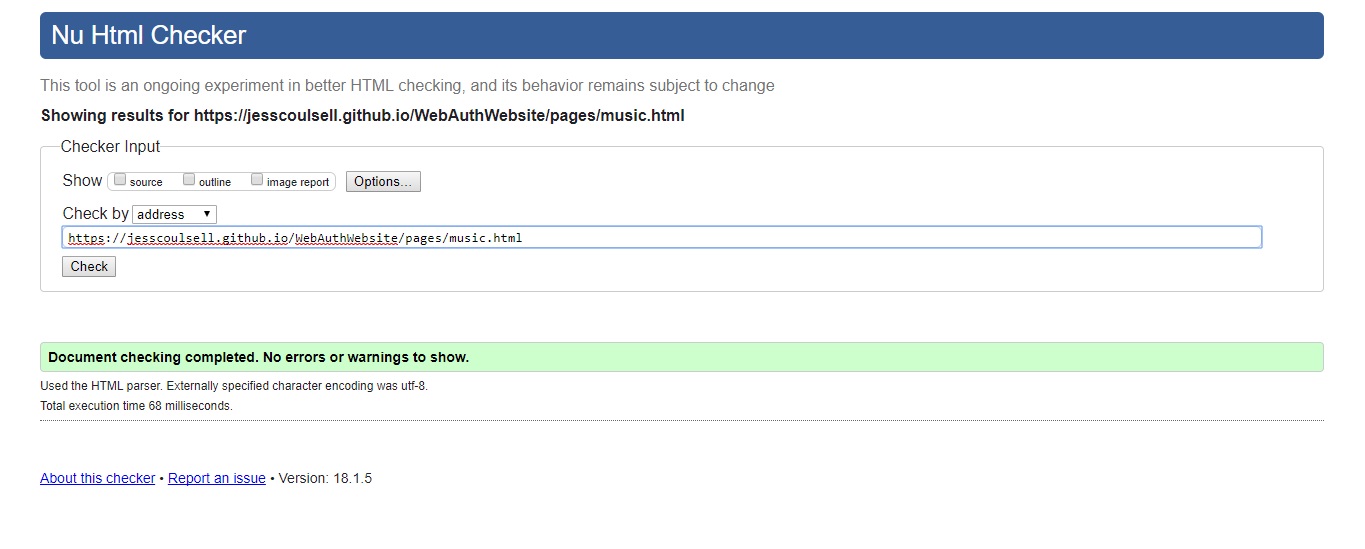 Nu Html Checker
This tool is an ongoing experiment in better HTML checking, and its behavior remains subject to change
Showing results for https://jesscoulsell.github.io/WebAuthWebsite/pages/music.html
Checker Input
Show source outline image report Options...
Check by address
https://jesscoulsell.github.io/WebAuthWebsite/pages/music.html
Check
Document checking completed. No errors or warnings to show.
Used the HTML parser. Externally specified character encoding was utf-8.
Total execution time 68 milliseconds.
About this checker • Report an issue • Version: 18.1.5